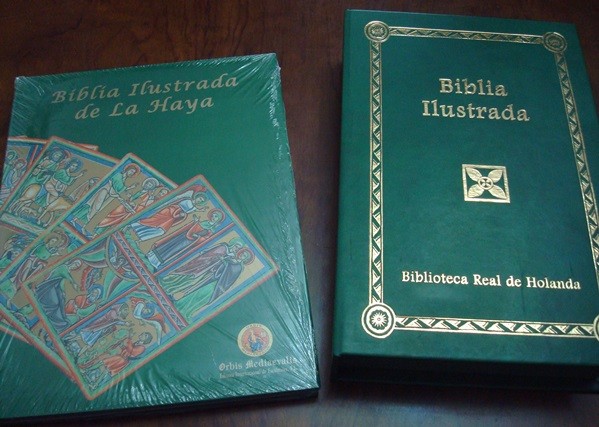 Biblia Ilustrada
de La Haya
Orbis Mediaevalis
Biblia
Ilustrada
Biblioteca Real de Holanda